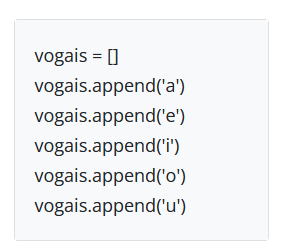 vogais = []
vogais.append('a')
vogais.append('e')
vogais.append('i')
vogais.append('o')
vogais.append('u')